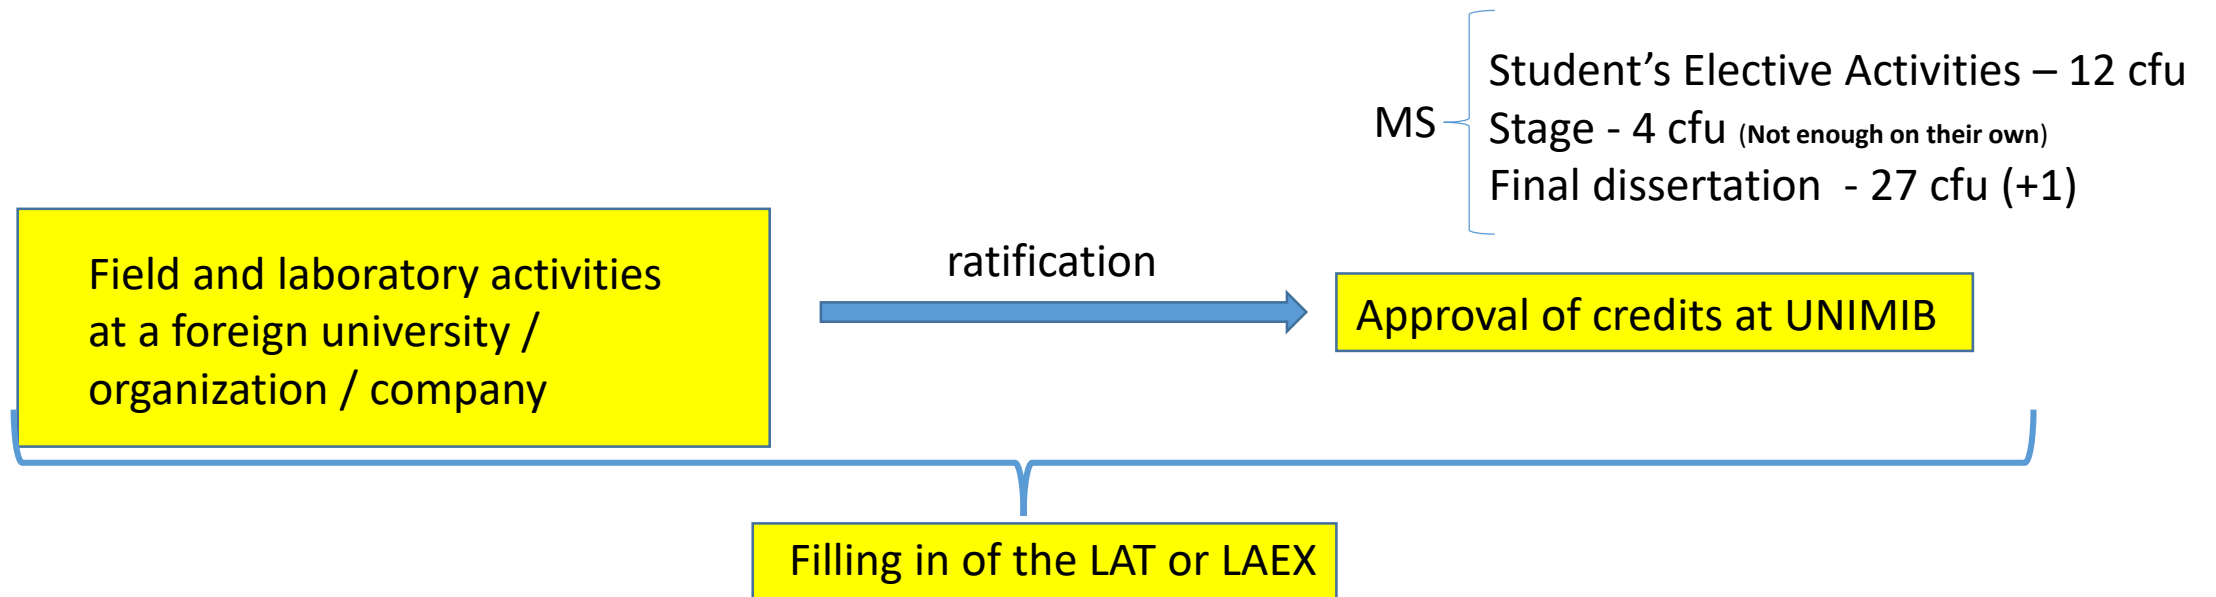 Student’s Elective Activities – 12 cfu
MS
Stage - 4 cfu (Not enough on their own)
Final dissertation - 27 cfu (+1)
Field and laboratory activities
at a foreign university /
organization / company
ratification
Approval of credits at UNIMIB
Filling in of the LAT or LAEX